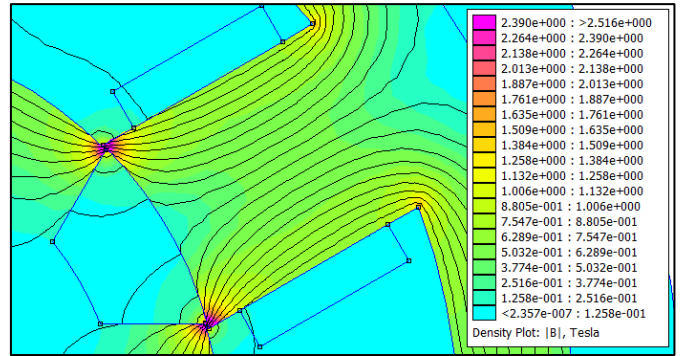 2.390e+000 : >2.516e+000
2.264e+000 : 2.390e+000
2.138e+000 : 2.264e+000
2.013e+000 : 2.138e+000
1.887e+000 : 2.013e+000
1.761e+000 : 1.887e+000
1.635e+000 : 1.761e+000
1.509e+000 : 1.635e+000
1.384e+000 : 1.509e+000
1.258e+000 : 1.384e+000
1.132e+000 : 1.258e+000
1.006e+000 : 1.132e+000
8.805e-001 : 1.006e+000
7.547e-001 : 8.805e-001
6.289e-001 : 7.547e-001
5.032e-001 : 6.289e-001
3.774e-001 : 5.032e-001
2.516e-001 : 3.774e-001
1.258e-001 : 2.516e-001
<2.357e-007 : 1.258e-001
Density Plot: |B|, Tesla